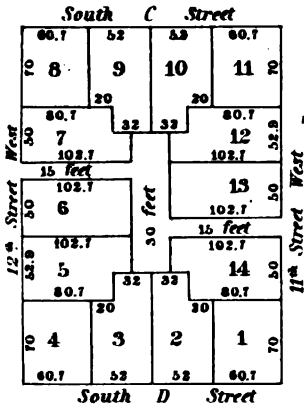 South C Street
60.7 52 52 60.7
70 8 9 10 11 70
20 20
80.7 32 32 80.7
50 7 12 52.9
102.7 102.7
15 feet
102.7 13
50 6 30 feet 50
102.7
15 feet
102.7 102.7
52.9 5 14 50
80.7 32 32 80.7
20 20
70 4 3 2 1 70
60.7 52 52 60.7
South D Street
12th Street West
11th Street West